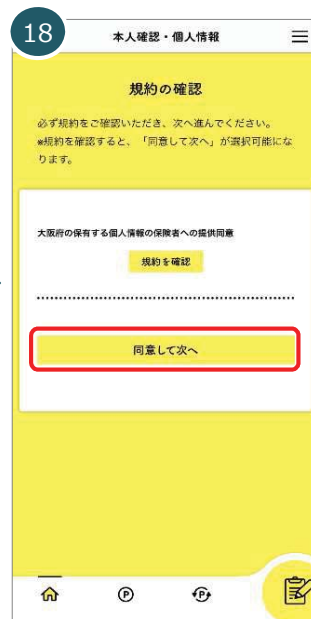 18
本人確認・個人情報
規約の確認
必ず規約をご確認いただき、次へ進んでください。
※規約を確認すると、「同意して次へ」が選択可能にな
ります。
大阪府の保有する個人情報の保険者への提供同意
規約を確認
同意して次へ
P
P